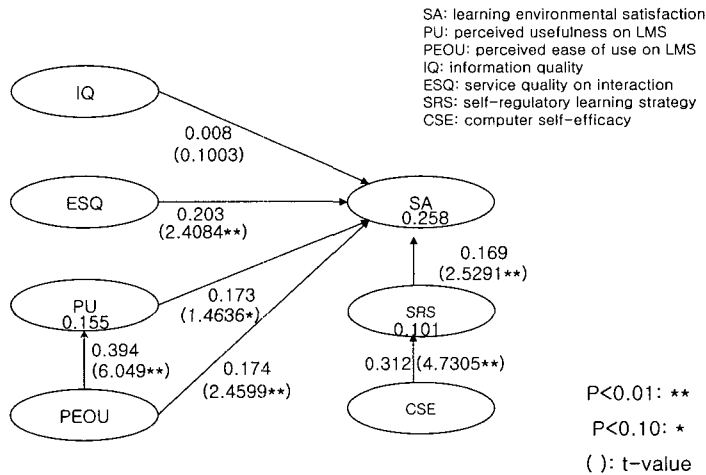 SA: learning environmental satisfaction
PU: perceived usefulness on LMS
PEOU: perceived ease of use on LMS
IQ: information quality
ESQ: service quality on interaction
SRS: self-regulatory learning strategy
CSE: computer self-efficacy
IQ
0.008
(0.1003)
ESQ
SA
0.258
0.203
(2.4084**)
0.169
(2.5291**)
PU
0.155
0.173
(1.4636*)
SRS
0.101
0.394
(6.049**)
0.174
(2.4599**)
0.312 (4.7305**)
PEOU
CSE
P<0.01: **
P<0.10: *
( ): t-value